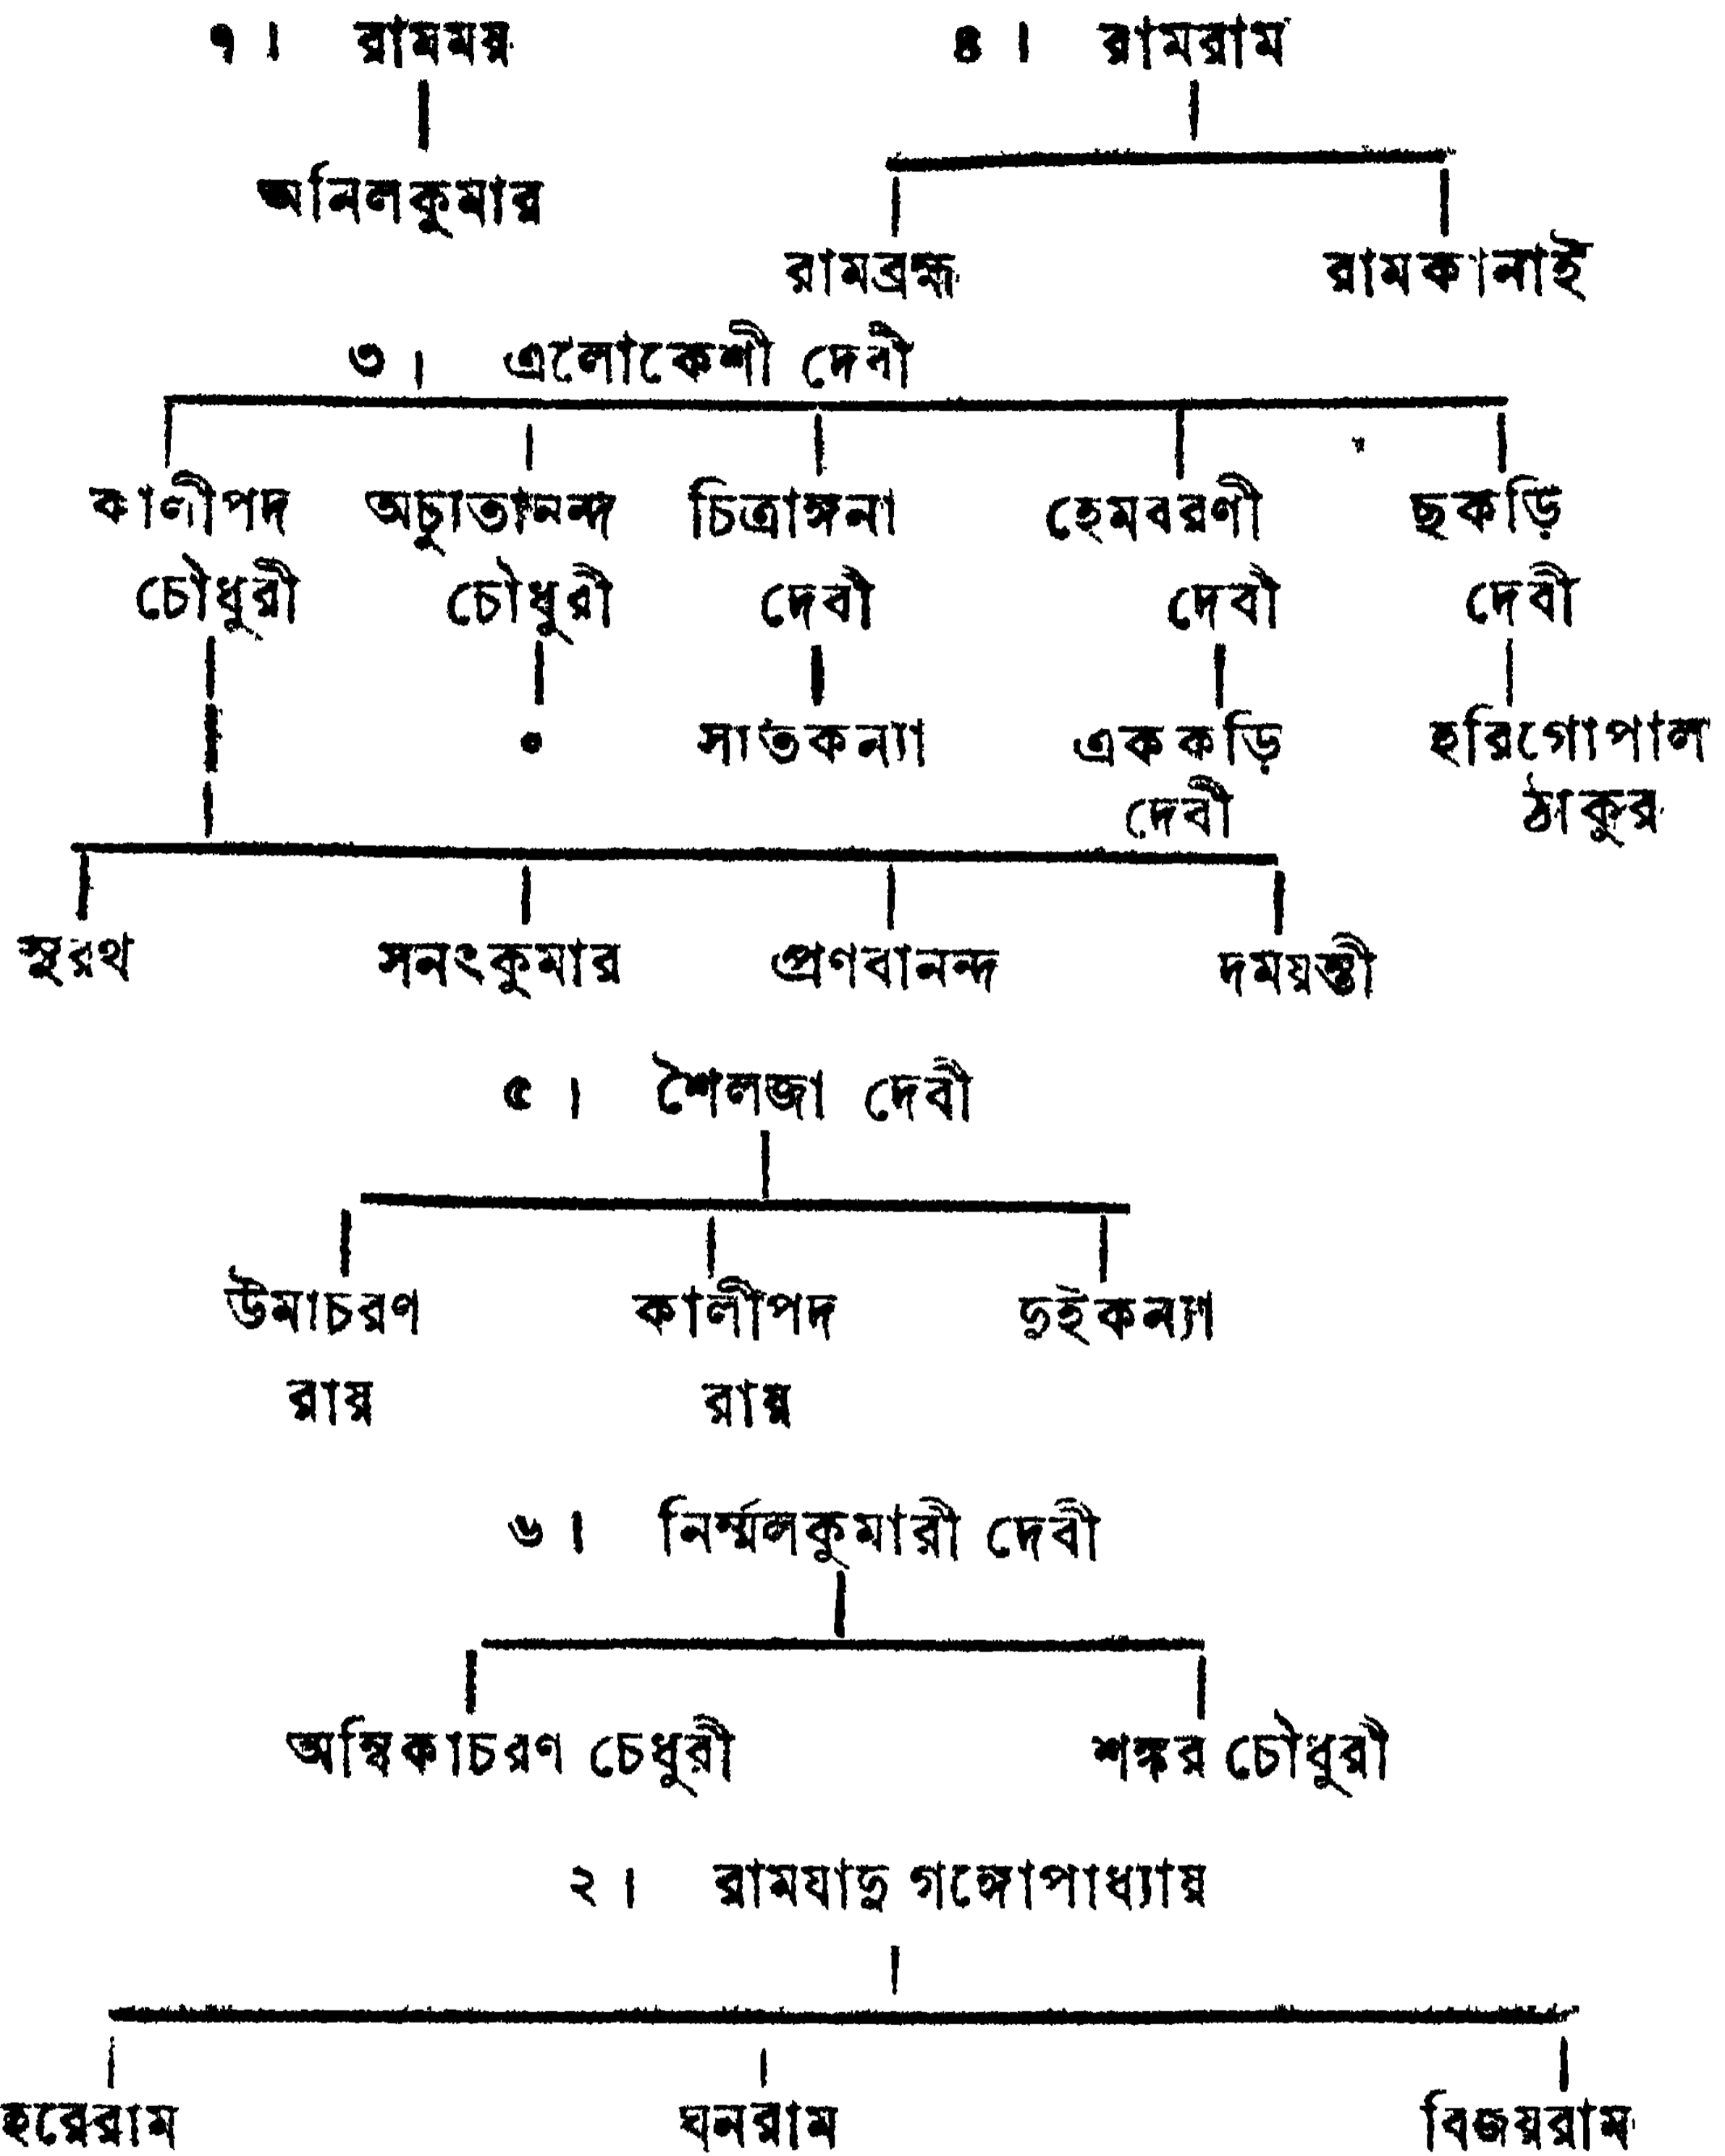 ৭। রামময় ৪। রামরাম
অনিলকুমার
রামব্রহ্ম রামকানাই
৩। এলোকেশী দেবী
কালীপদ অচ্যুতানন্দ চিত্রাঙ্গনা হেমবরণী ছকড়ি
চৌধুরী চৌধুরী দেবী দেবী দেবী
০ সাতকন্যা এককড়ি হরিগোপাল
দেবী ঠাকুর
সুরথ সনৎকুমার প্রণবানন্দ দময়ন্তী
৫। শৈলজা দেবী
উমাচরণ কালীপদ দুইকন্যা
রায় রায়
৬। নির্ম্মলকুমারী দেবী
অম্বিকাচরণ চেধুরী শঙ্কর চৌধুরী
২। রামযাদু গঙ্গোপাধ্যায়
হরেরাম ঘনরাম বিজয়রাম